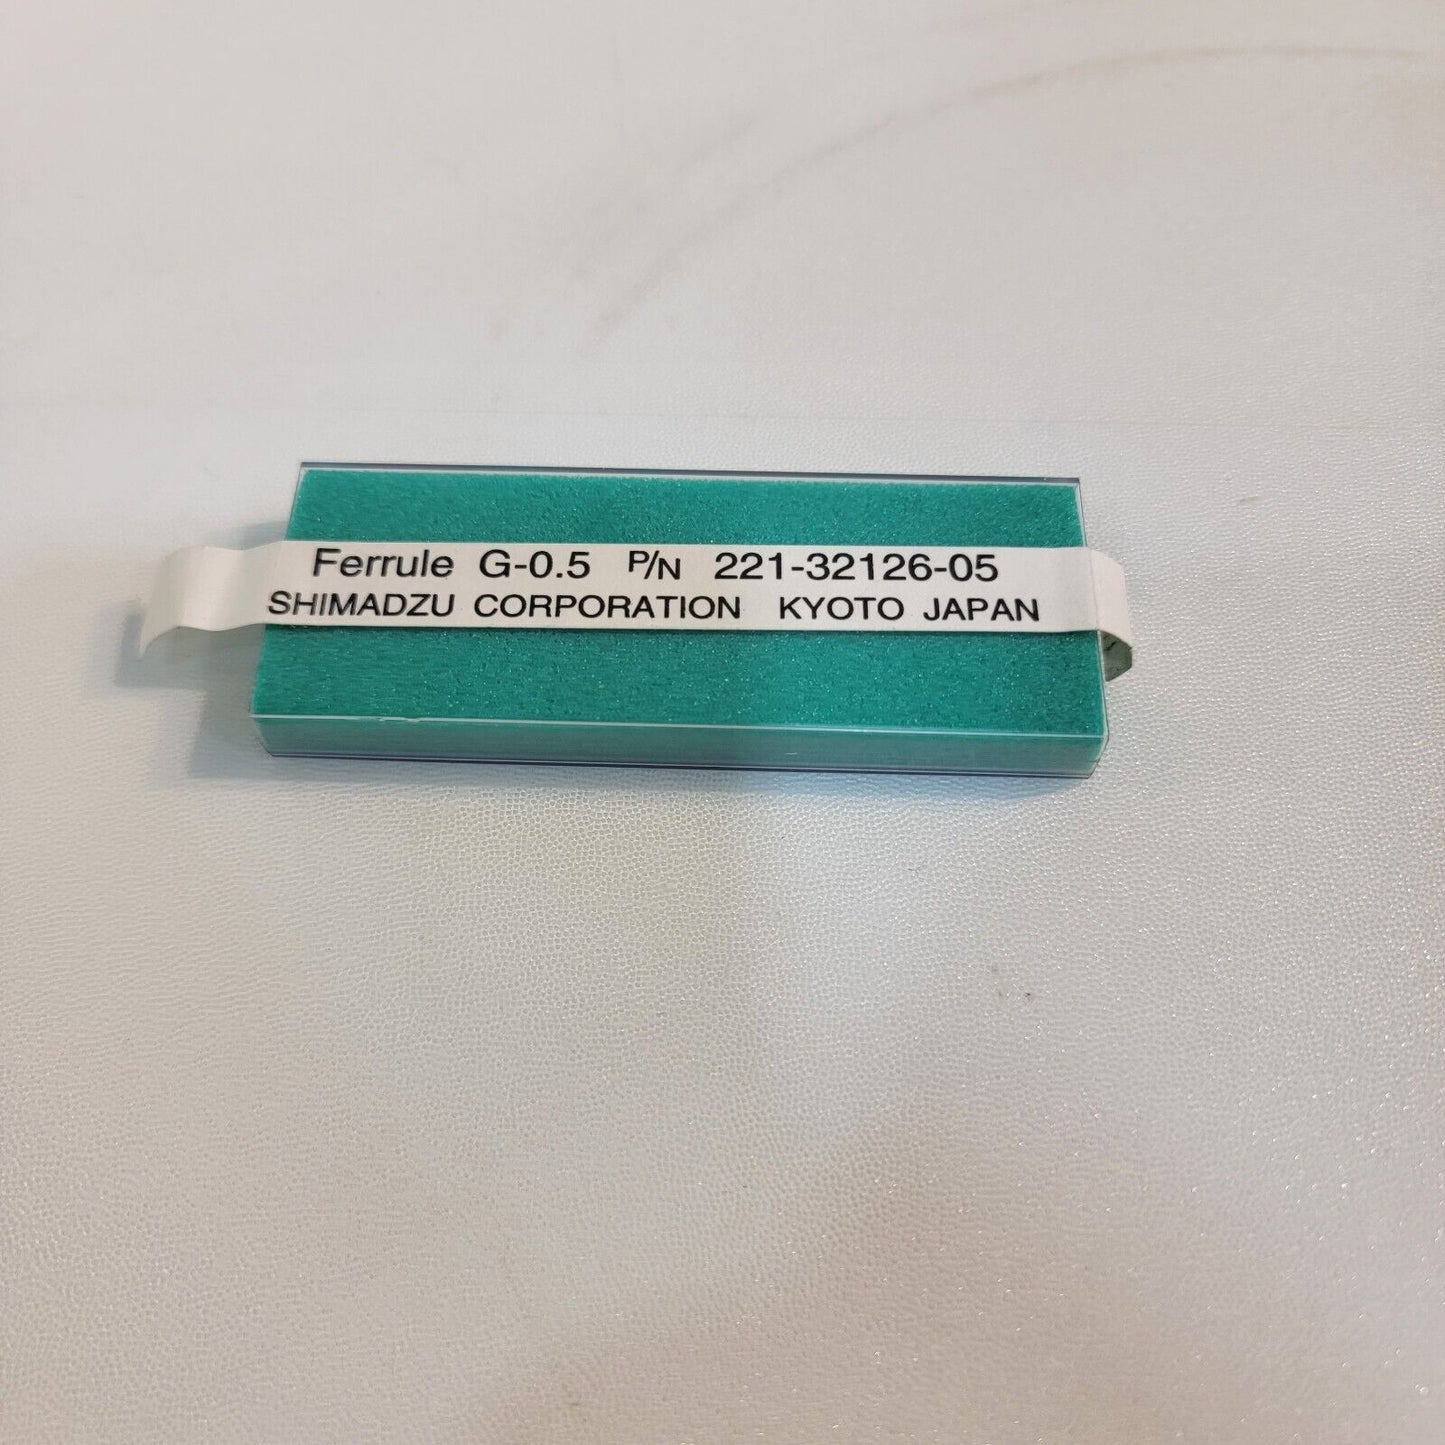 Ferrule G-0.5 P/N 221-32126-05
SHIMADZU CORPORATION KYOTO JAPAN